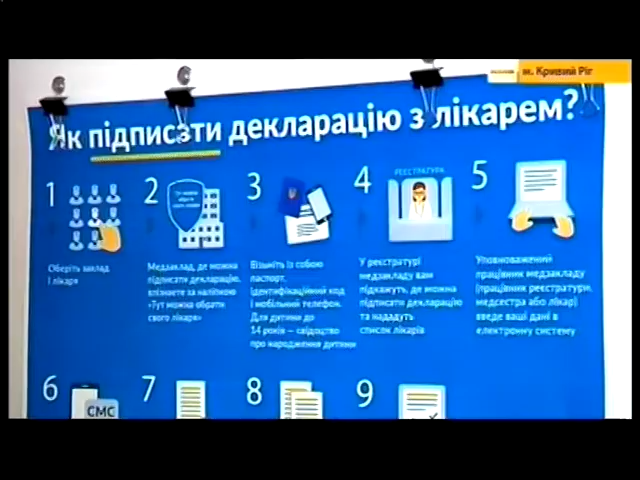 м. Кривий Ріг
Як підписати декларацію з лікарем?
1
2
3
4
5
РЕЄСТРАТУРА
Оберіть заклад
і лікаря
Медзаклад, де можна
підписати декларацію,
впізнаєте за наліпкою
«Тут можна обрати
свого лікаря»
Візьміть із собою
паспорт,
ідентифікаційний код
і мобільний телефон.
Для дитини до
14 років — свідоцтво
про народження дитини
У реєстратурі
медзакладу вам
підкажуть, де можна
підписати декларацію
та нададуть
список лікарів
Уповноважений
працівник медзакладу
(працівник реєстратури,
медсестра або лікар)
введе ваші дані в
електронну систему
6
7
8
9
СМС